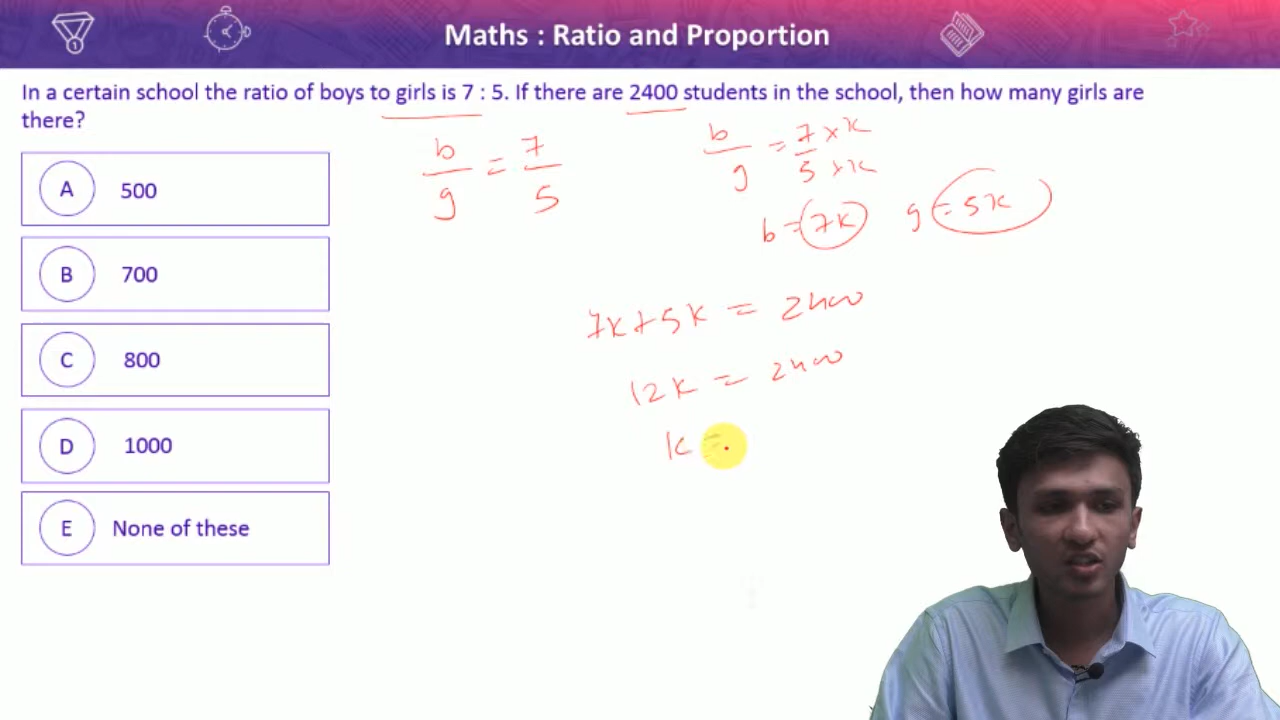 Maths : Ratio and Proportion
In a certain school the ratio of boys to girls is 7 : 5. If there are 2400 students in the school, then how many girls are
there?
A 500
B 700
C 800
D 1000
E None of these
b/g = 7/5
b/g = 7×k/5×k
b = 7k g = 5k
7k+5k = 2400
12k = 2400
k =